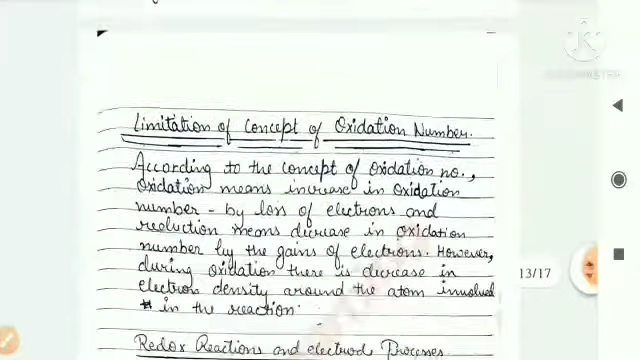 Limitation of Concept of Oxidation Number.
According to the concept of oxidation no.,
Oxidation means increase in oxidation
number - by loss of electrons and
reduction means decrease in oxidation
number by the gains of electrons. However,
during oxidation there is decrease in
electron density around the atom involved
in the reaction.
13/17
Redox Reactions and electrode Processes